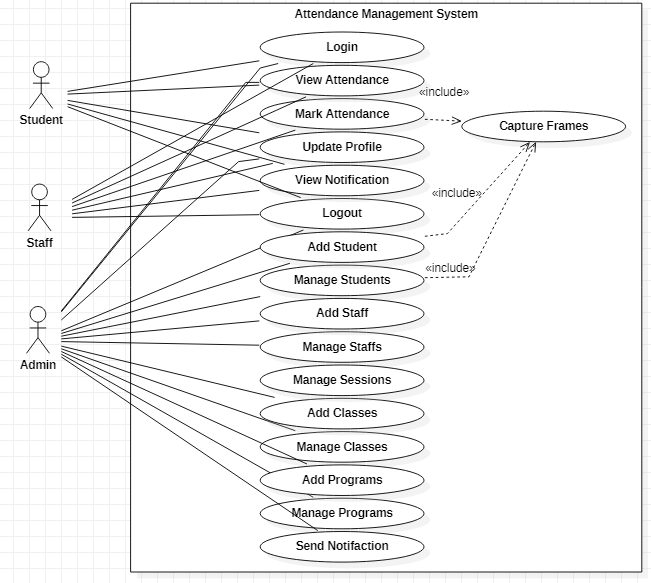 Attendance Management System
Login
View Attendance
«include»
Mark Attendance
Student
Capture Frames
Update Profile
View Notification
«include»
Staff
Logout
Add Student
«include»
Manage Students
Add Staff
Admin
Manage Staffs
Manage Sessions
Add Classes
Manage Classes
Add Programs
Manage Programs
Send Notifaction